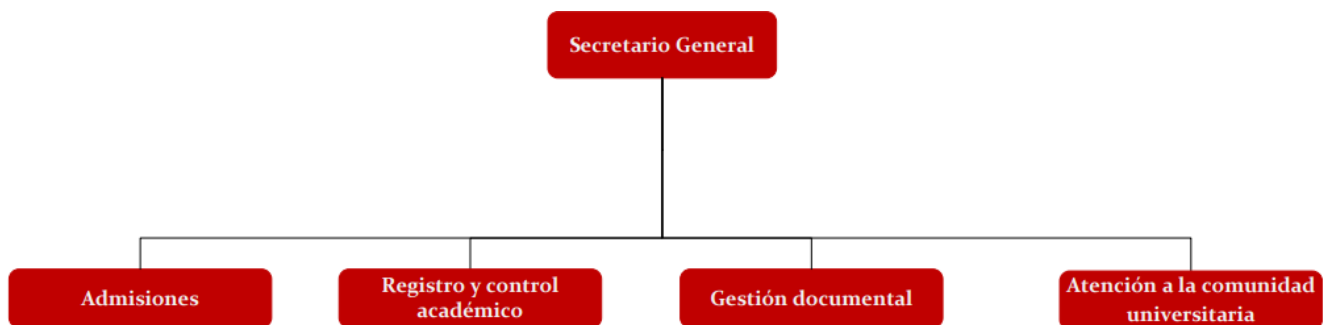 Secretario General
Admisiones
Registro y control
académico
Gestión documental
Atención a la comunidad
universitaria